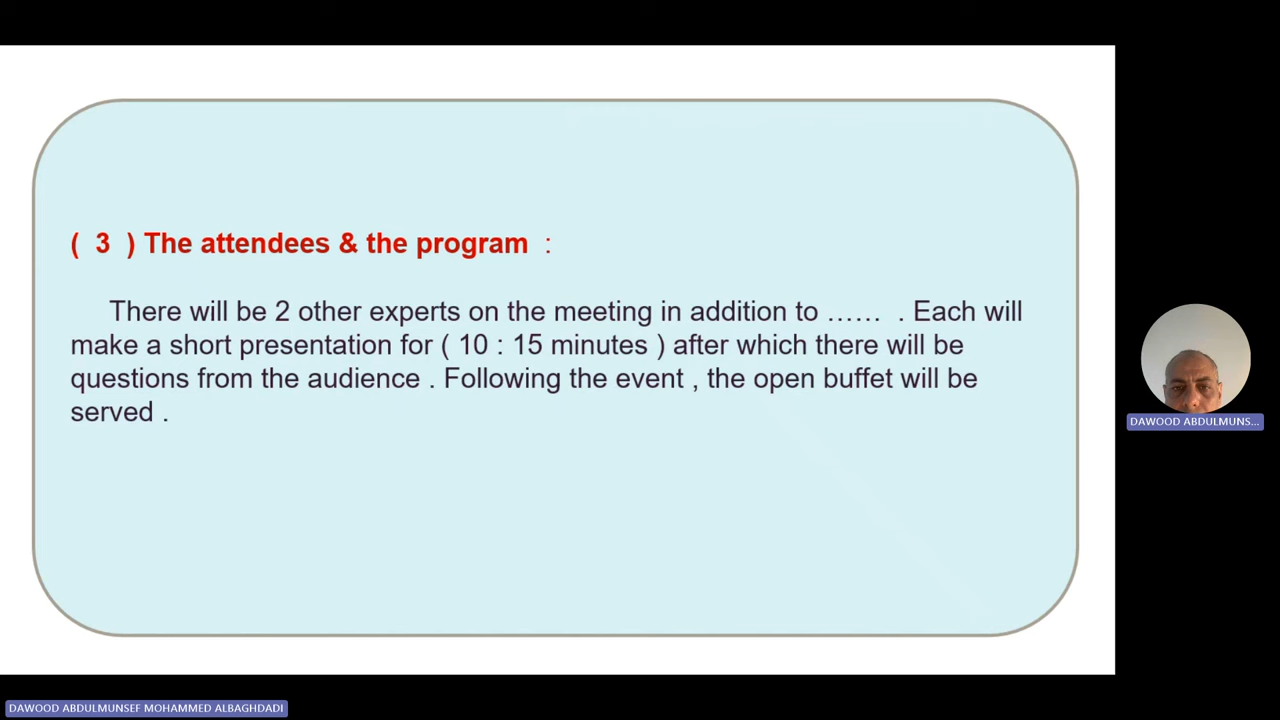 ( 3 ) The attendees & the program :
There will be 2 other experts on the meeting in addition to …… . Each will
make a short presentation for ( 10 : 15 minutes ) after which there will be
questions from the audience . Following the event , the open buffet will be
served .
DAWOOD ABDULMUNS...
DAWOOD ABDULMUNSEF MOHAMMED ALBAGHDADI